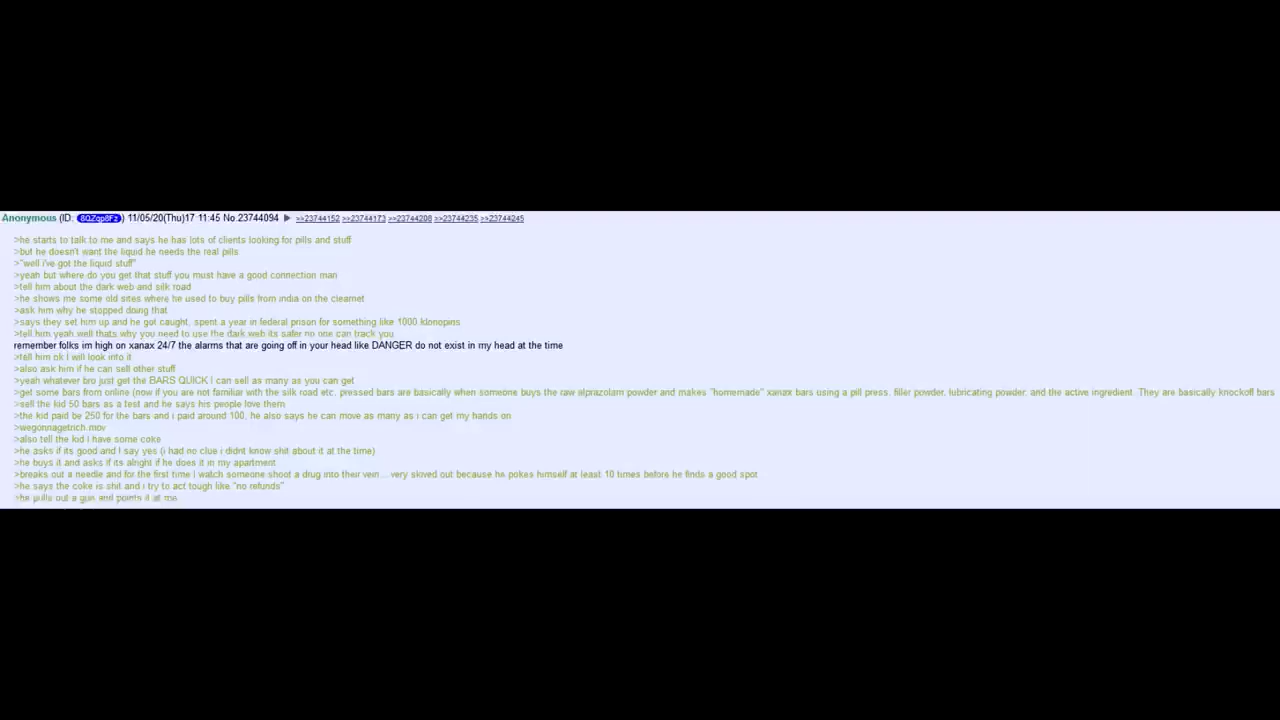 Anonymous (ID: 8QZqp8Fz) 11/05/20(Thu)17 11:45 No.23744094 ▶ >>23744152 >>23744173 >>23744208 >>23744235 >>23744245
>he starts to talk to me and says he has lots of clients looking for pills and stuff
>but he doesn't want the liquid he needs the real pills
>"well i've got the liquid stuff"
>yeah but where do you get that stuff you must have a good connection man
>tell him about the dark web and silk road
>he shows me some old sites where he used to buy pills from india on the clearnet
>ask him why he stopped doing that
>says they set him up and he got caught, spent a year in federal prison for something like 1000 klonopins
>tell him yeah well thats why you need to use the dark web its safer no one can track you
remember folks im high on xanax 24/7 the alarms that are going off in your head like DANGER do not exist in my head at the time
>tell him ok I will look into it
>also ask him if he can sell other stuff
>yeah whatever bro just get the BARS QUICK I can sell as many as you can get
>get some bars from online (now if you are not familiar with the silk road etc. pressed bars are basically when someone buys the raw alprazolam powder and makes "homemade" xanax bars using a pill press. filler powder, lubricating powder, and the active ingredient. They are basically knockoff bars
>sell the kid 50 bars as a test and he says his people love them
>the kid paid be 250 for the bars and i paid around 100, he also says he can move as many as i can get my hands on
>wegonnagetrich.mov
>also tell the kid I have some coke
>he asks if its good and I say yes (i had no clue i didnt know shit about it at the time)
>he buys it and asks if its alright if he does it in my apartment
>breaks out a needle and for the first time I watch someone shoot a drug into their vein... very skived out because he pokes himself at least 10 times before he finds a good spot
>he says the coke is shit and i try to act tough like "no refunds"
>he pulls out a gun and points it at me